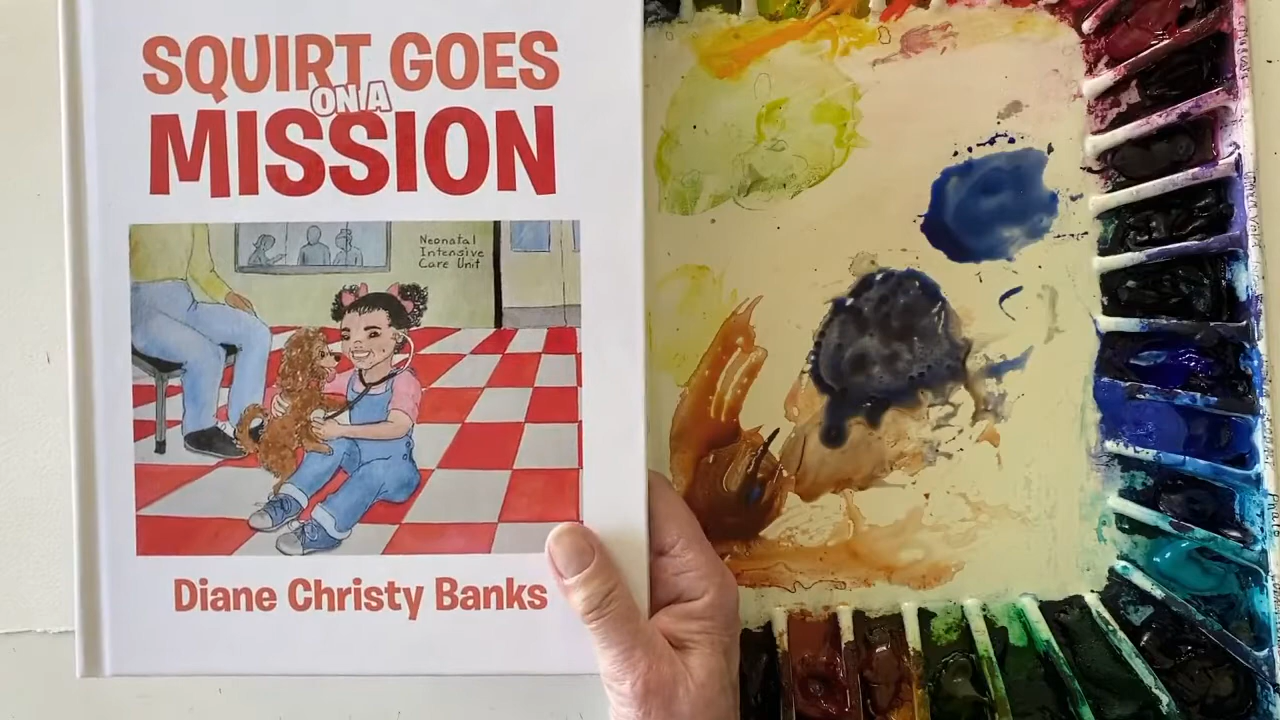 SQUIRT GOES
ON A
MISSION
Neonatal
Intensive
Care Unit
Diane Christy Banks